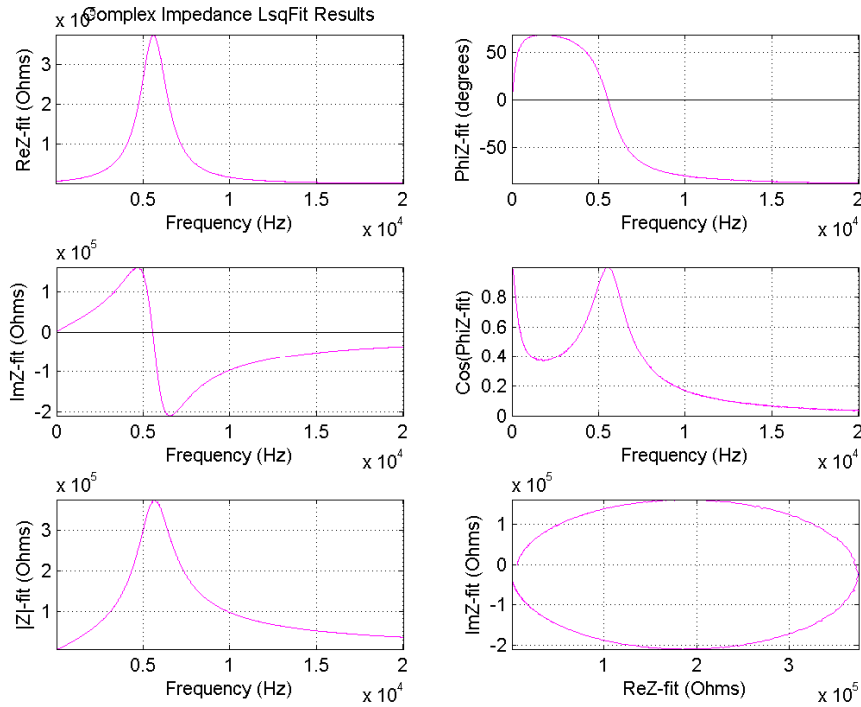 x 10
Complex Impedance LsqFit Results
ReZ-fit (Ohms)
3
2
1
0
0.5
1
1.5
2
Frequency (Hz)
x 10^4
PhiZ-fit (degrees)
50
0
-50
0
0.5
1
1.5
2
Frequency (Hz)
x 10^4
x 10^5
ImZ-fit (Ohms)
1
0
-1
-2
0
0.5
1
1.5
2
Frequency (Hz)
x 10^4
Cos(PhiZ-fit)
0.8
0.6
0.4
0.2
0
0
0.5
1
1.5
2
Frequency (Hz)
x 10^4
x 10^5
|Z|-fit (Ohms)
3
2
1
0
0.5
1
1.5
2
Frequency (Hz)
x 10^4
x 10^5
ImZ-fit (Ohms)
1
0
-1
-2
1
2
3
ReZ-fit (Ohms)
x 10^5